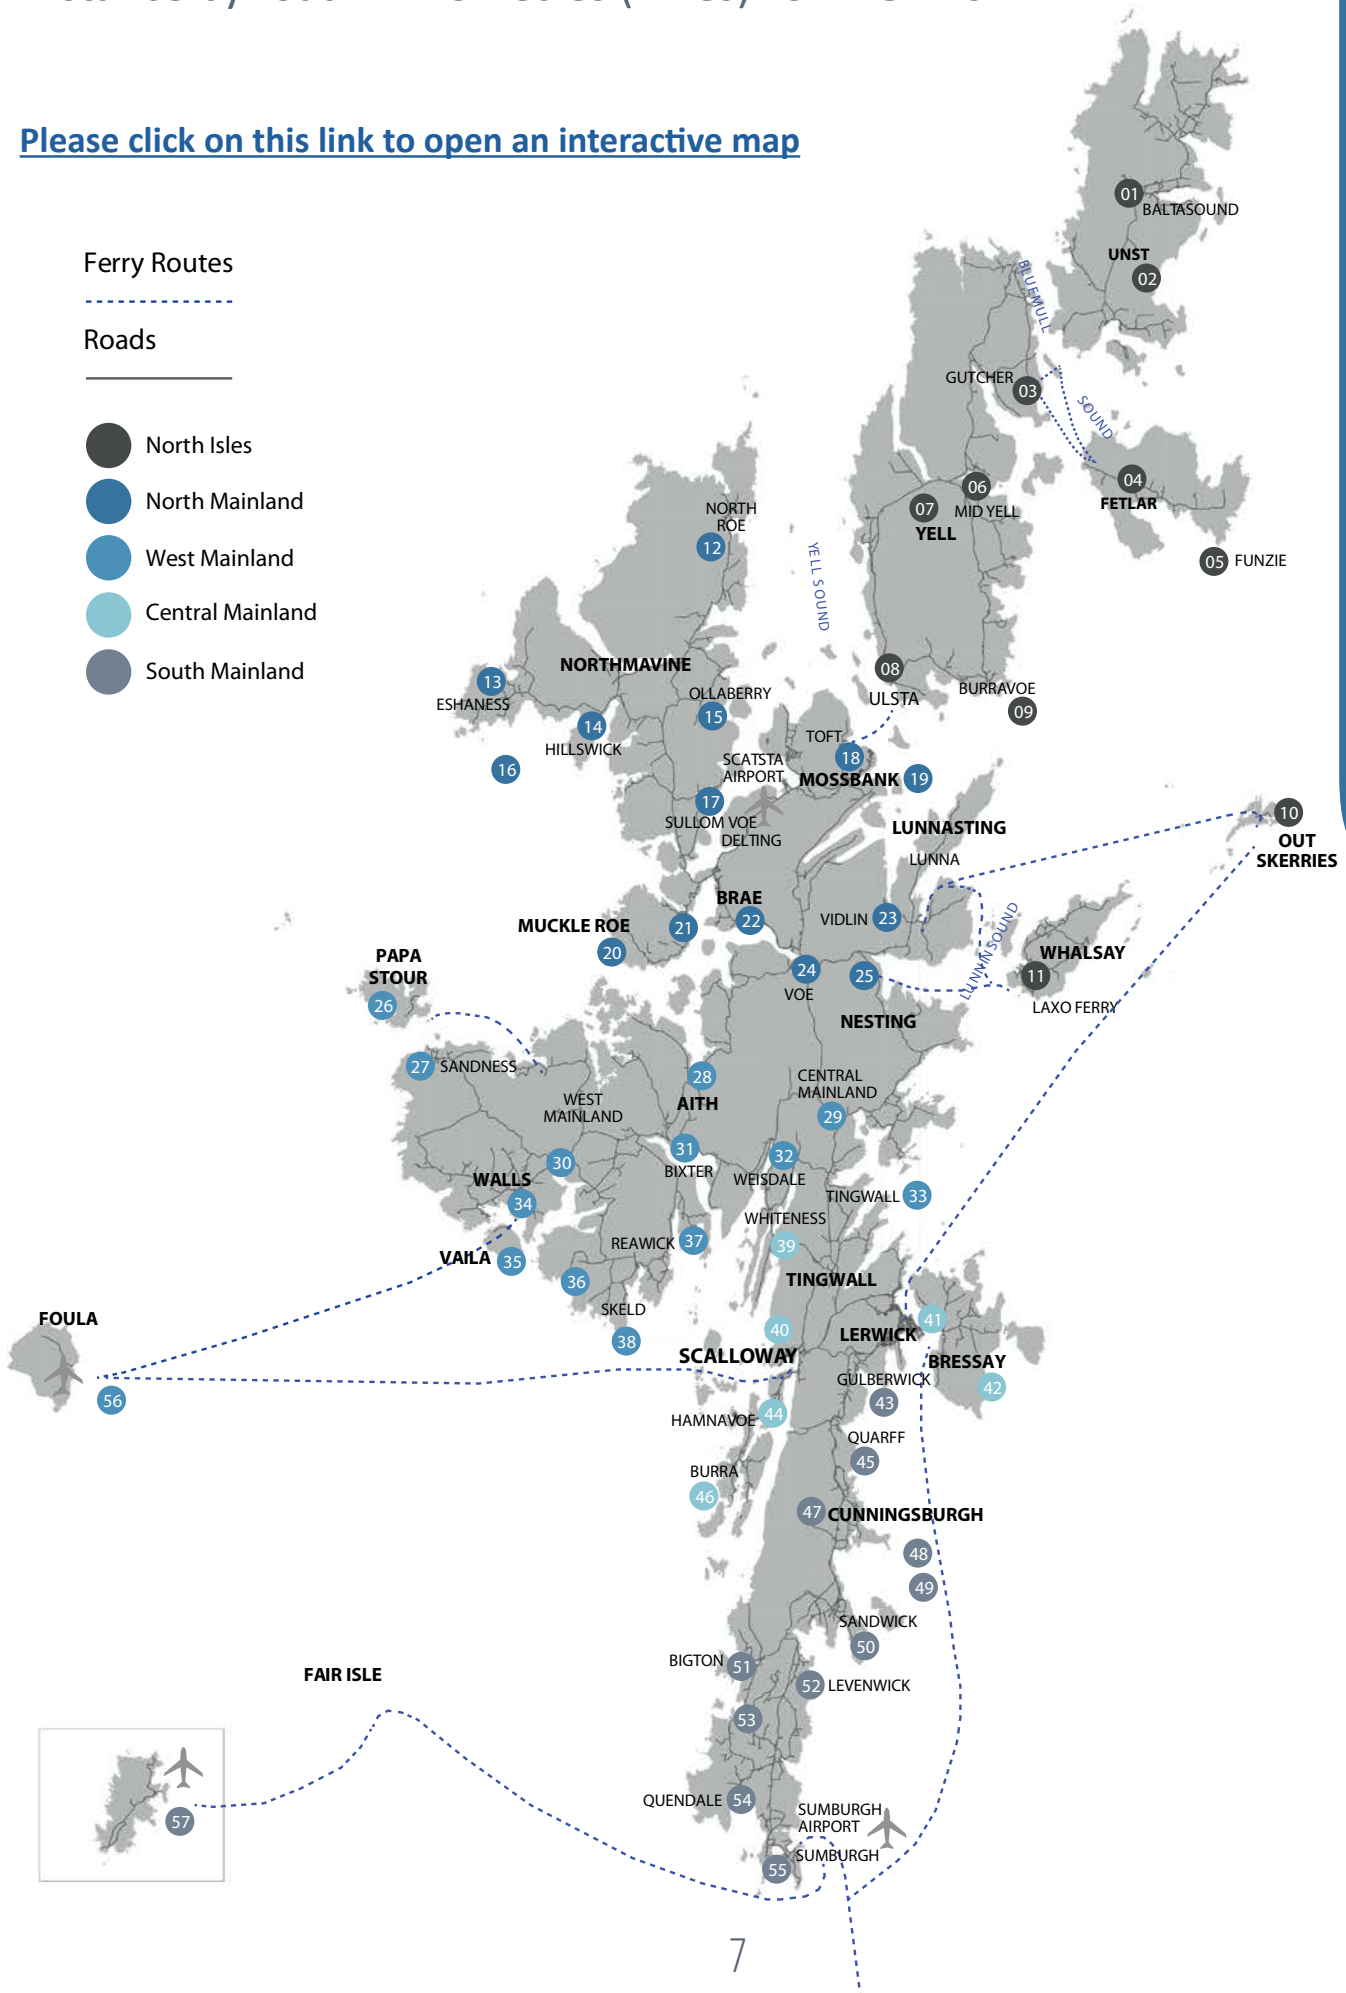 Please click on this link to open an interactive map
Ferry Routes
Roads
North Isles
North Mainland
West Mainland
Central Mainland
South Mainland
01
BALTASOUND
UNST
02
BLUEMULL
GUTCHER
03
SOUND
04
FETLAR
06
MID YELL
07
YELL
05
FUNZIE
NORTH
ROE
12
YELL SOUND
NORTHMAVINE
08
ULSTA
BURRAVOE
09
13
ESHANESS
OLLABERRY
15
14
HILLSWICK
16
TOFT
18
SCATSTA
AIRPORT
MOSSBANK
19
17
SULLOM VOE
DELTING
LUNNASTING
LUNNA
10
OUT
SKERRIES
BRAE
22
VIDLIN
23
MUCKLE ROE
21
20
LUNNIN SOUND
WHALSAY
11
LAXO FERRY
24
VOE
25
NESTING
PAPA
STOUR
26
27
SANDNESS
28
AITH
WEST
MAINLAND
CENTRAL
MAINLAND
29
30
31
BIXTER
32
WEISDALE
WALLS
34
TINGWALL
33
WHITENESS
39
VAILA
35
REAWICK
37
36
TINGWALL
SKELD
38
FOULA
56
40
SCALLOWAY
LERWICK
41
BRESSAY
42
GULBERWICK
43
HAMNAVOE
44
QUARFF
45
BURRA
46
47
CUNNINGSBURGH
48
49
SANDWICK
50
BIGTON
51
52
LEVENWICK
53
FAIR ISLE
57
QUENDALE
54
SUMBURGH
AIRPORT
SUMBURGH
55
7